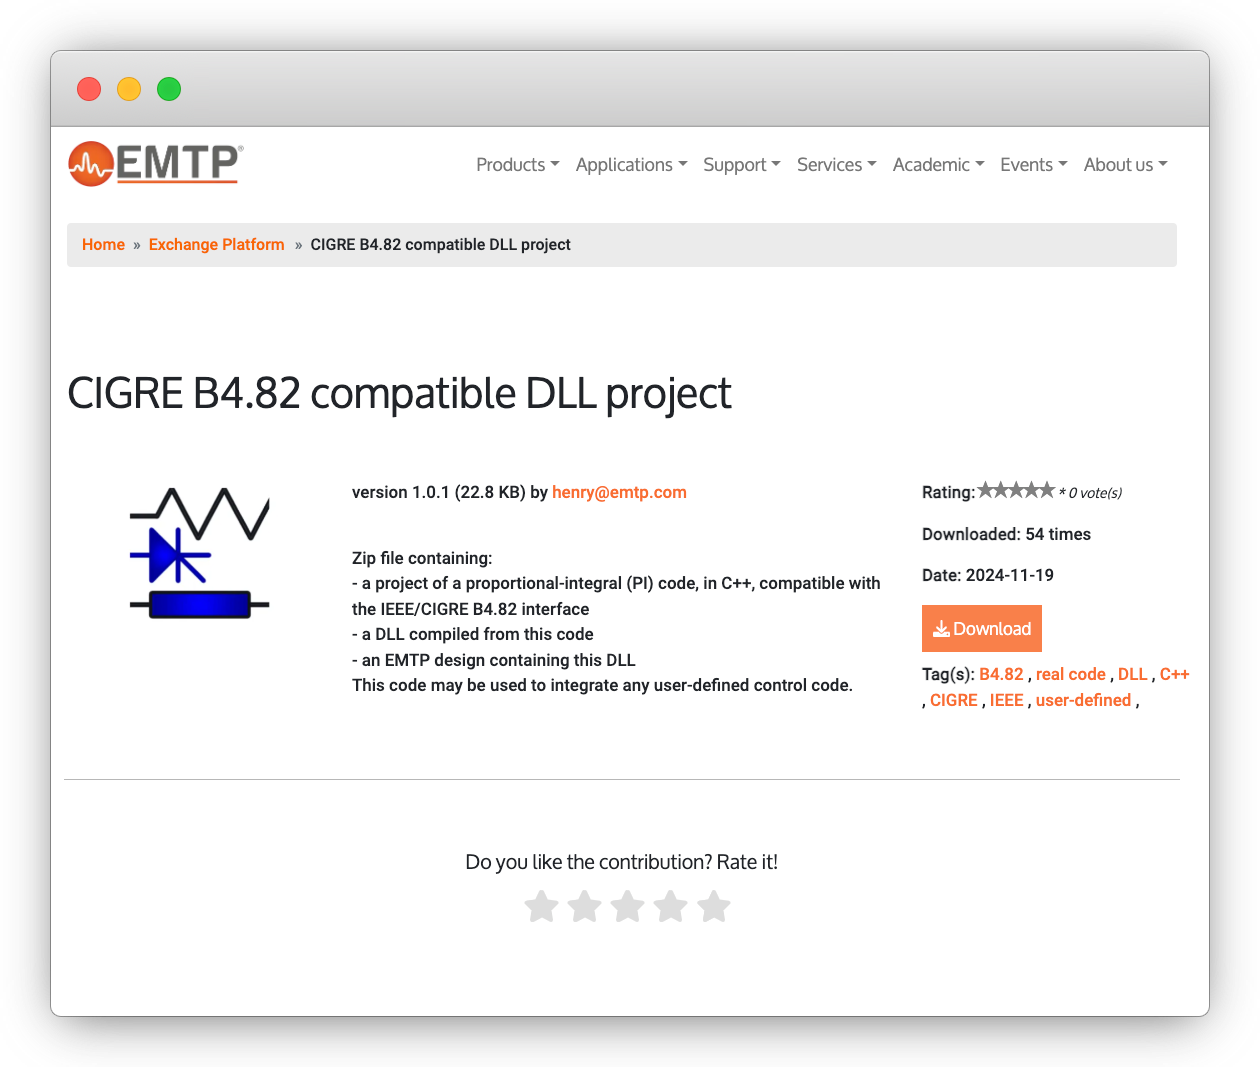 EMTP®
Products Applications Support Services Academic Events About us
Home » Exchange Platform » CIGRE B4.82 compatible DLL project
CIGRE B4.82 compatible DLL project
version 1.0.1 (22.8 KB) by henry@emtp.com
Zip file containing:
- a project of a proportional-integral (PI) code, in C++, compatible with
the IEEE/CIGRE B4.82 interface
- a DLL compiled from this code
- an EMTP design containing this DLL
This code may be used to integrate any user-defined control code.
Rating: * 0 vote(s)
Downloaded: 54 times
Date: 2024-11-19
Download
Tag(s): B4.82 , real code , DLL , C++
, CIGRE , IEEE , user-defined ,
Do you like the contribution? Rate it!